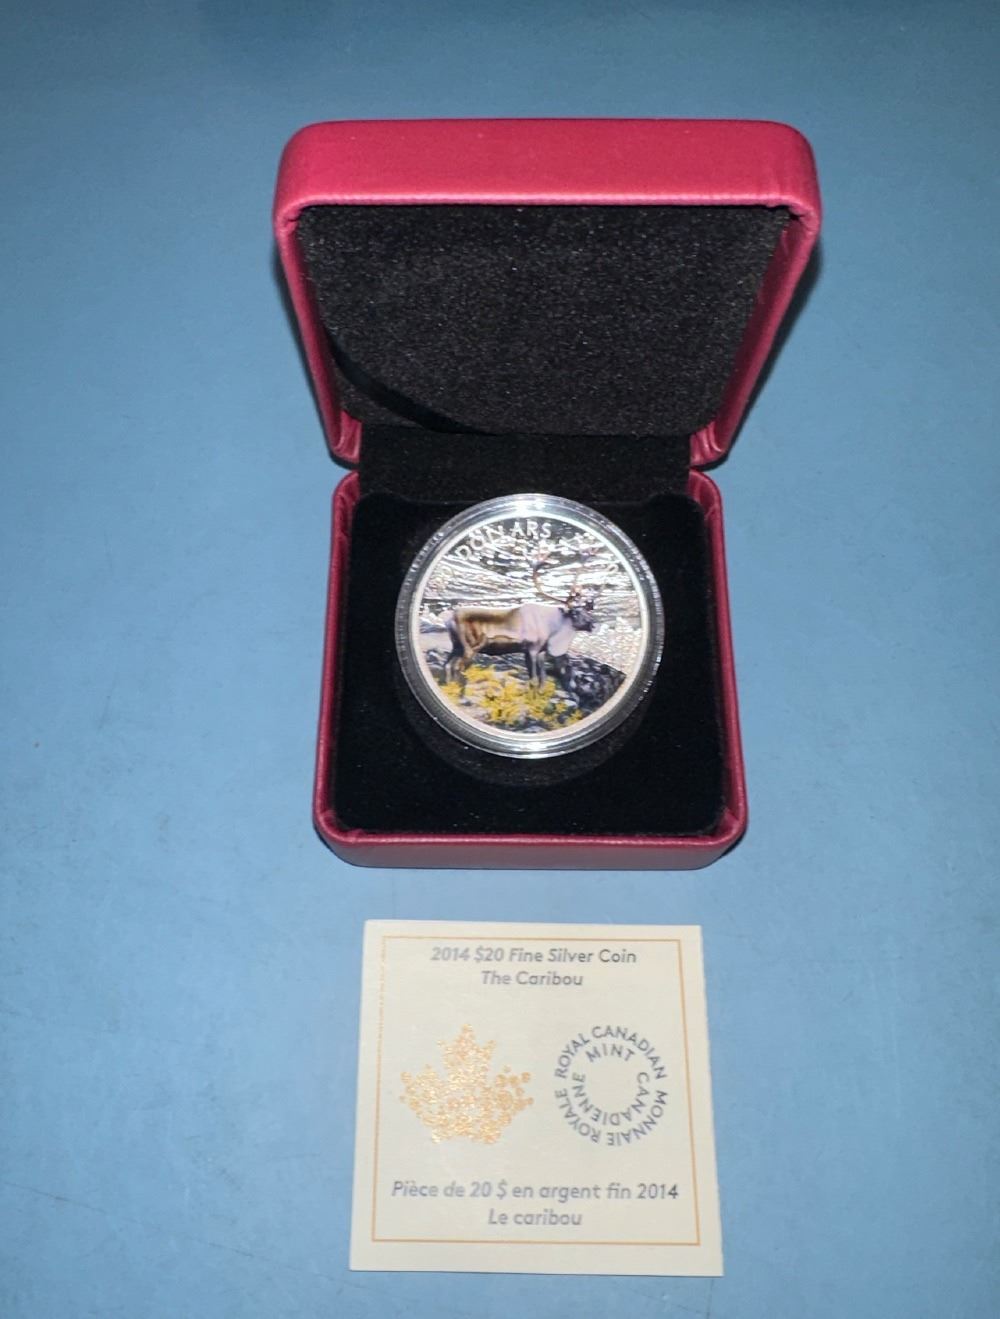 DOLLARS
2014 $20 Fine Silver Coin
The Caribou
ROYAL CANADIAN
MINT
MONNAIE ROYALE
CANADIENNE
Pièce de 20 $ en argent fin 2014
Le caribou